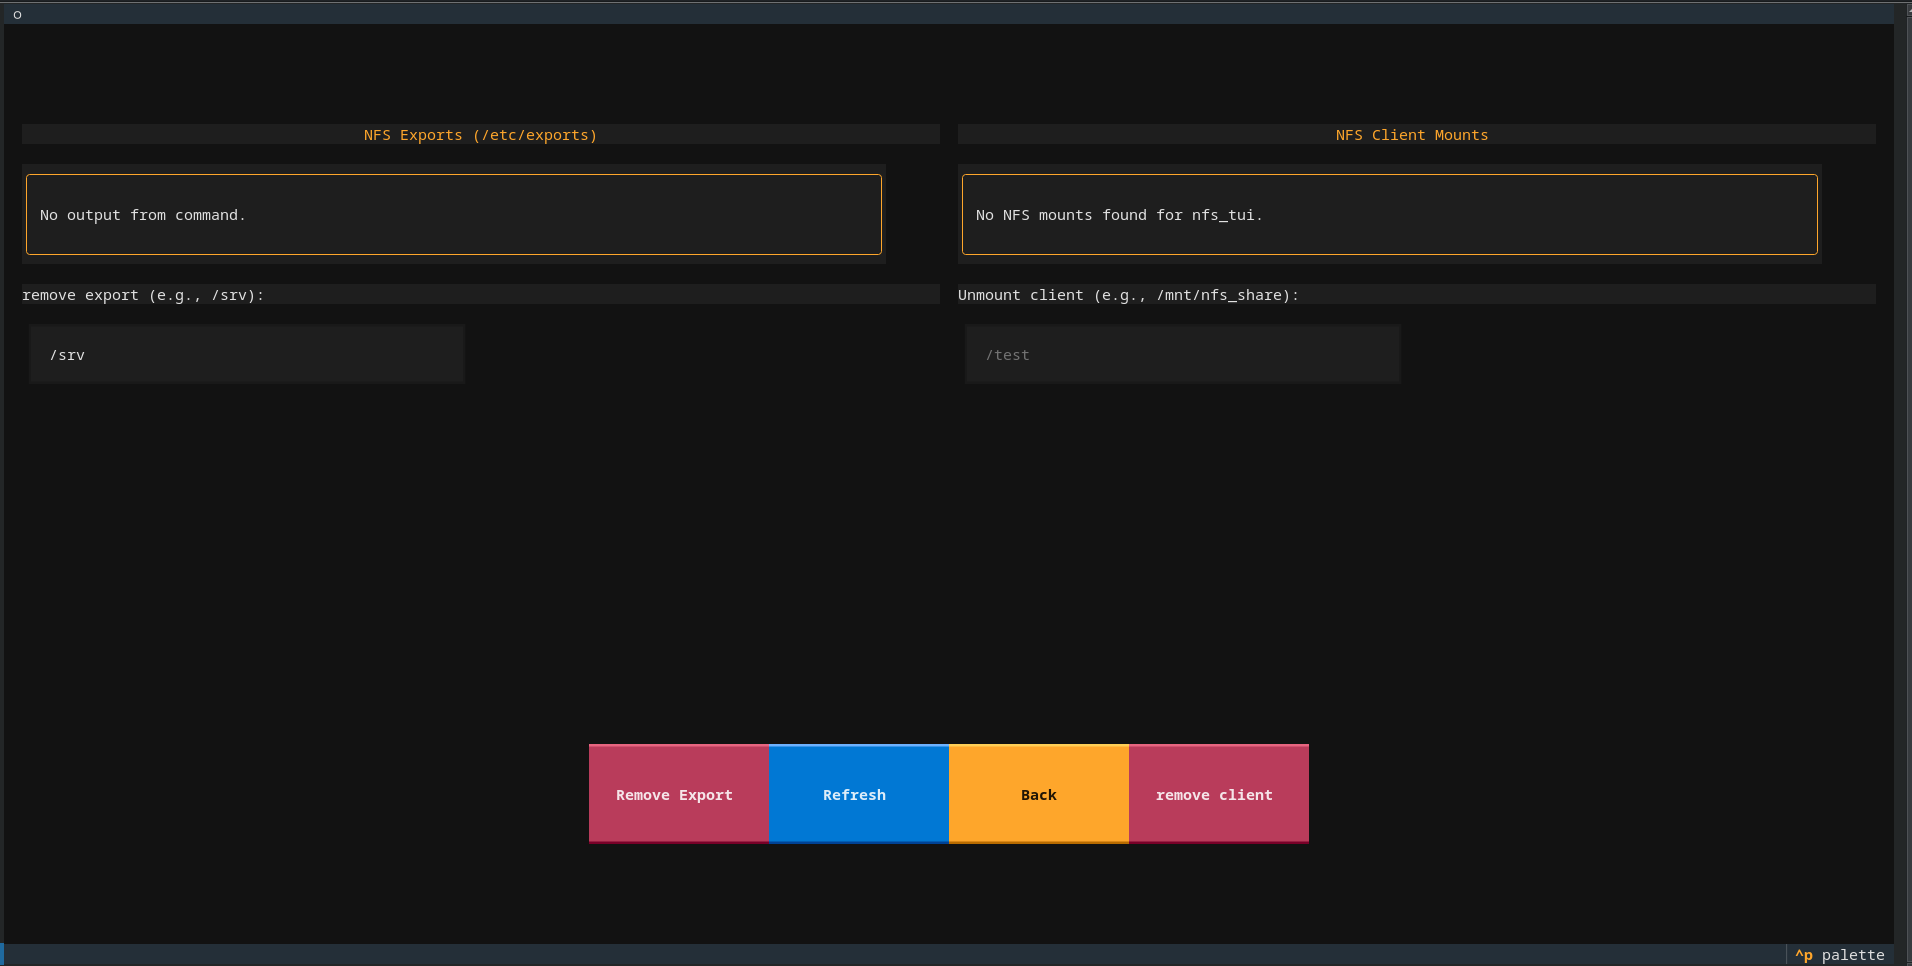 NFS Exports (/etc/exports)
No output from command.
remove export (e.g., /srv):
/srv
NFS Client Mounts
No NFS mounts found for nfs_tui.
Unmount client (e.g., /mnt/nfs_share):
/test
Remove Export
Refresh
Back
remove client
^p palette